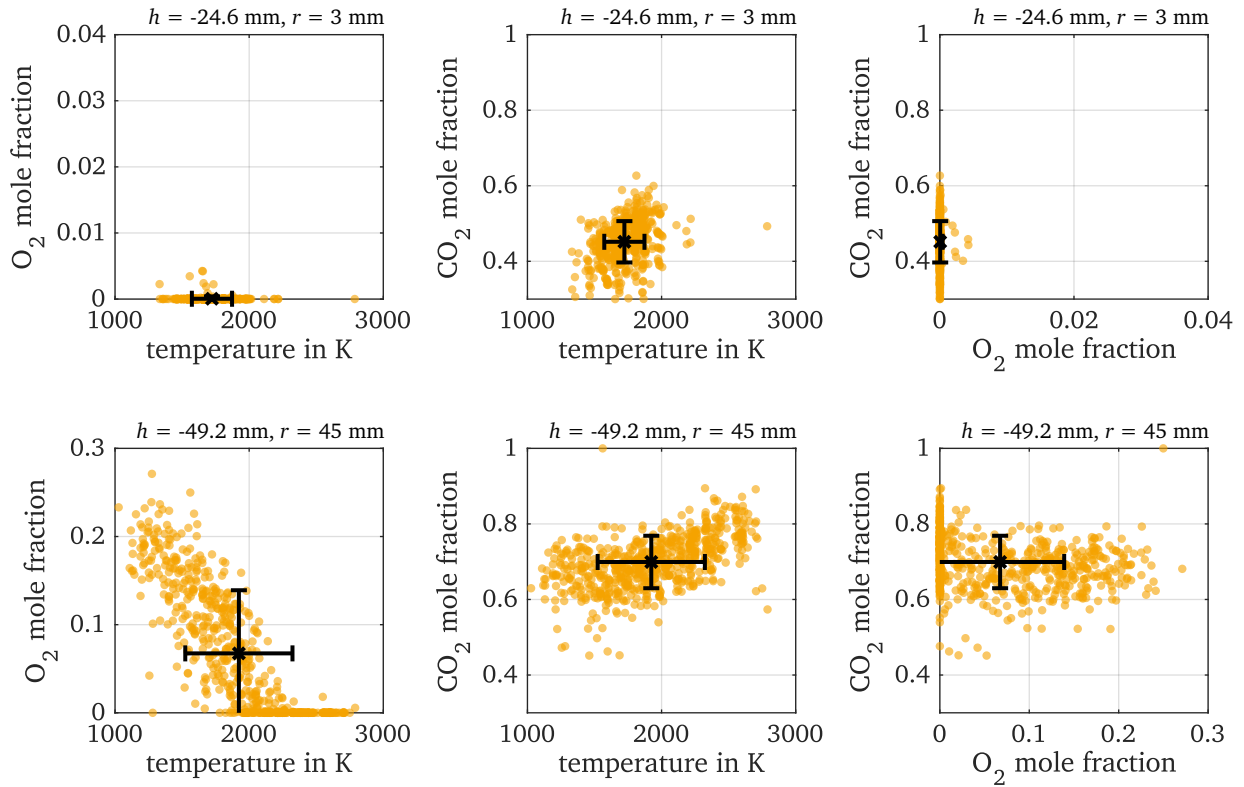 h = -24.6 mm, r = 3 mm
0.04
0.03
0.02
0.01
0
O2 mole fraction
1000 2000 3000
temperature in K
h = -24.6 mm, r = 3 mm
1
0.8
0.6
0.4
CO2 mole fraction
1000 2000 3000
temperature in K
h = -24.6 mm, r = 3 mm
1
0.8
0.6
0.4
CO2 mole fraction
0 0.02 0.04
O2 mole fraction
h = -49.2 mm, r = 45 mm
0.3
0.2
0.1
0
O2 mole fraction
1000 2000 3000
temperature in K
h = -49.2 mm, r = 45 mm
1
0.8
0.6
0.4
CO2 mole fraction
1000 2000 3000
temperature in K
h = -49.2 mm, r = 45 mm
1
0.8
0.6
0.4
CO2 mole fraction
0 0.1 0.2 0.3
O2 mole fraction